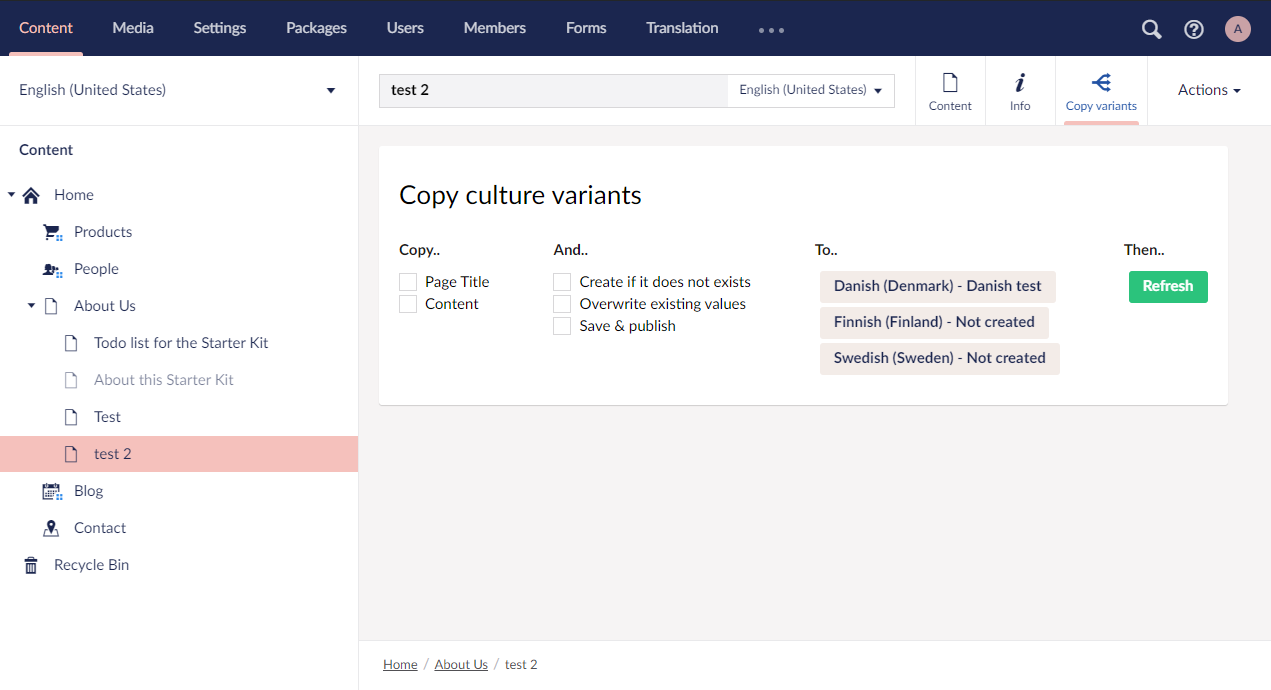 Content Media Settings Packages Users Members Forms Translation A
English (United States)
test 2 English (United States)
Content Info Copy variants Actions
Content
Home
Products
People
About Us
Todo list for the Starter Kit
About this Starter Kit
Test
test 2
Blog
Contact
Recycle Bin
Copy culture variants
Copy.. And.. To.. Then..
Page Title Create if it does not exists Danish (Denmark) - Danish test Refresh
Content Overwrite existing values Finnish (Finland) - Not created
Save & publish Swedish (Sweden) - Not created
Home / About Us / test 2